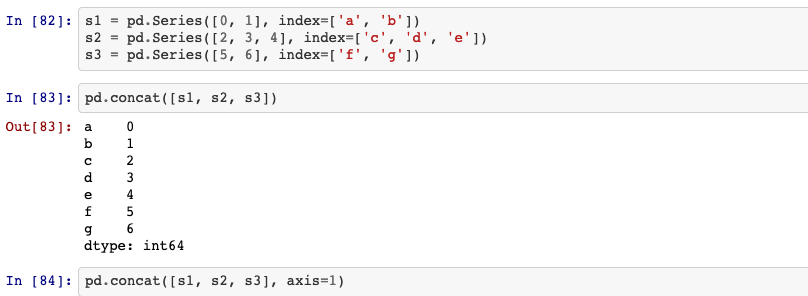 In [82]: s1 = pd.Series([0, 1], index=['a', 'b'])
s2 = pd.Series([2, 3, 4], index=['c', 'd', 'e'])
s3 = pd.Series([5, 6], index=['f', 'g'])
In [83]: pd.concat([s1, s2, s3])
Out[83]: a    0
b    1
c    2
d    3
e    4
f    5
g    6
dtype: int64
In [84]: pd.concat([s1, s2, s3], axis=1)